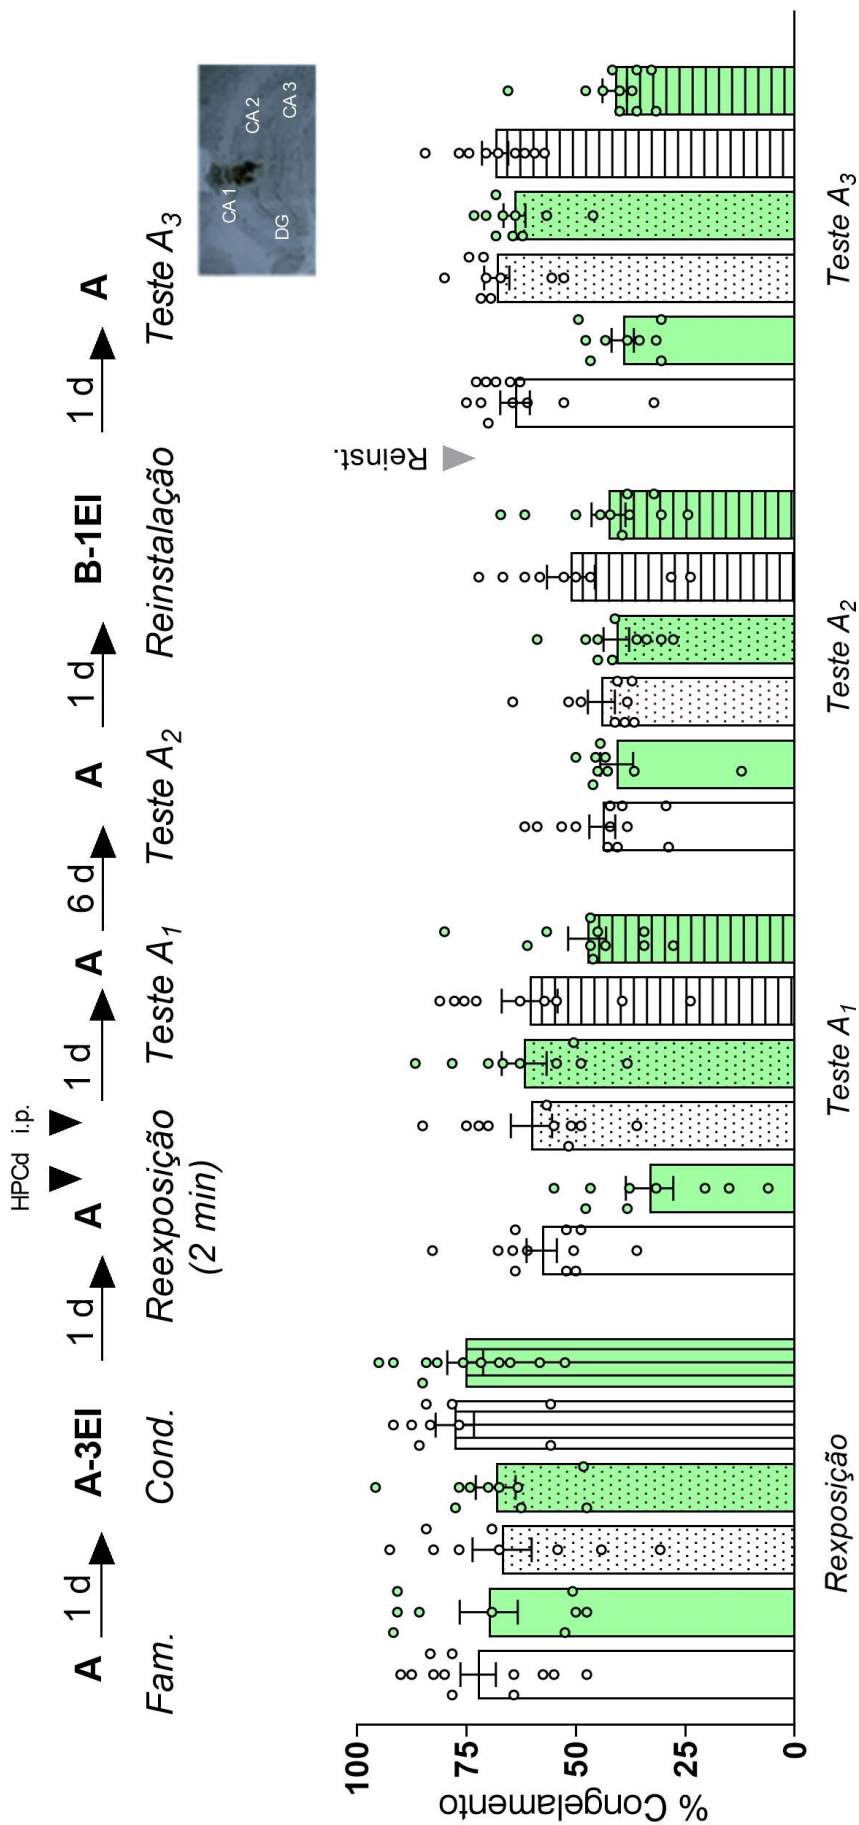 HPCd i.p.
A 1 d A-3EI 1 d A 1 d A 6 d A 1 d B-1EI 1 d A
Fam. Cond. Reexposição Teste A1 Teste A2 Reinstalação Teste A3
(2 min)
CA 1 CA 2
DG CA 3
Reinst.
% Congelamento
100
75
50
25
0
Rexposição Teste A1 Teste A2 Teste A3